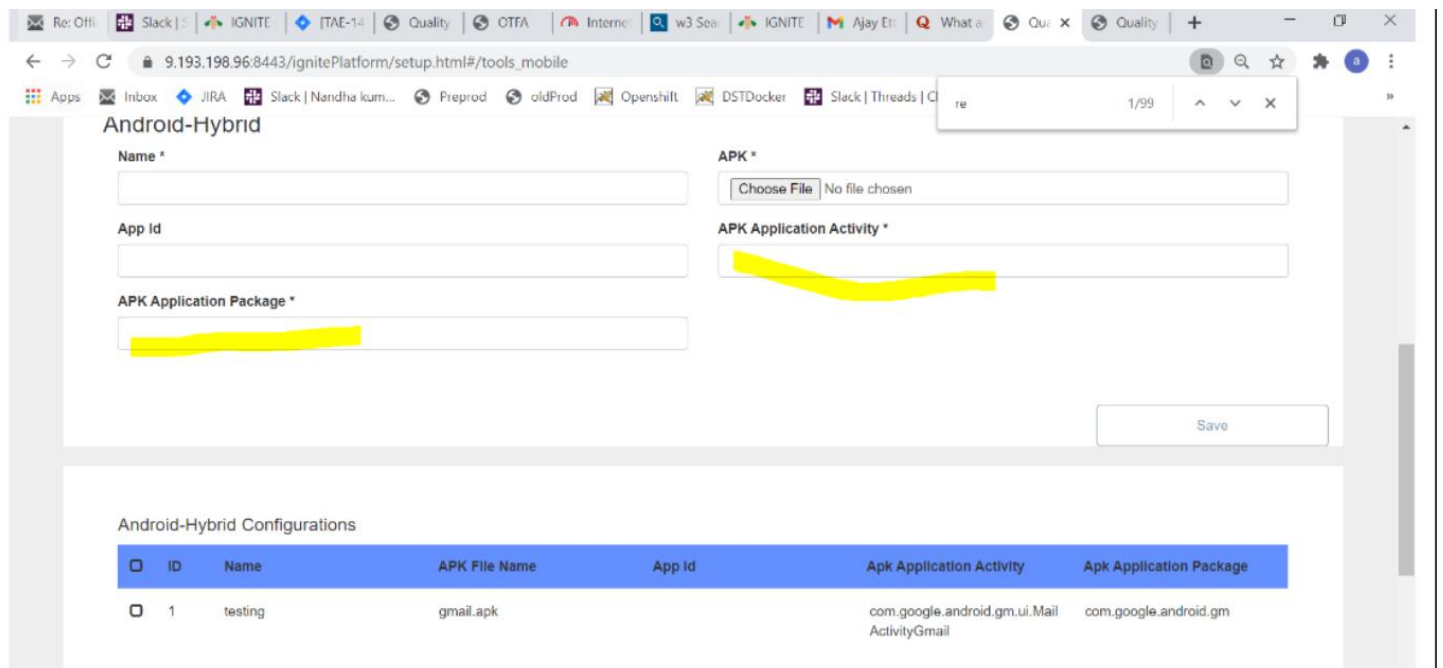 Re: Offi Slack | S IGNITE [TAE-14 Quality OTFA Internet w3 Sear IGNITE Ajay Ett What a Qua Quality
9.193.198.96:8443/ignitePlatform/setup.html#/tools_mobile
a
Apps Inbox JIRA Slack | Nandha kum... Preprod oldProd Openshift DSTDocker Slack | Threads |
re 1/99
Android-Hybrid
Name * APK *
Choose File No file chosen
App Id APK Application Activity *
APK Application Package *
Save
Android-Hybrid Configurations
ID Name APK File Name App Id Apk Application Activity Apk Application Package
1 testing gmail.apk com.google.android.gm.ui.Mail com.google.android.gm
ActivityGmail